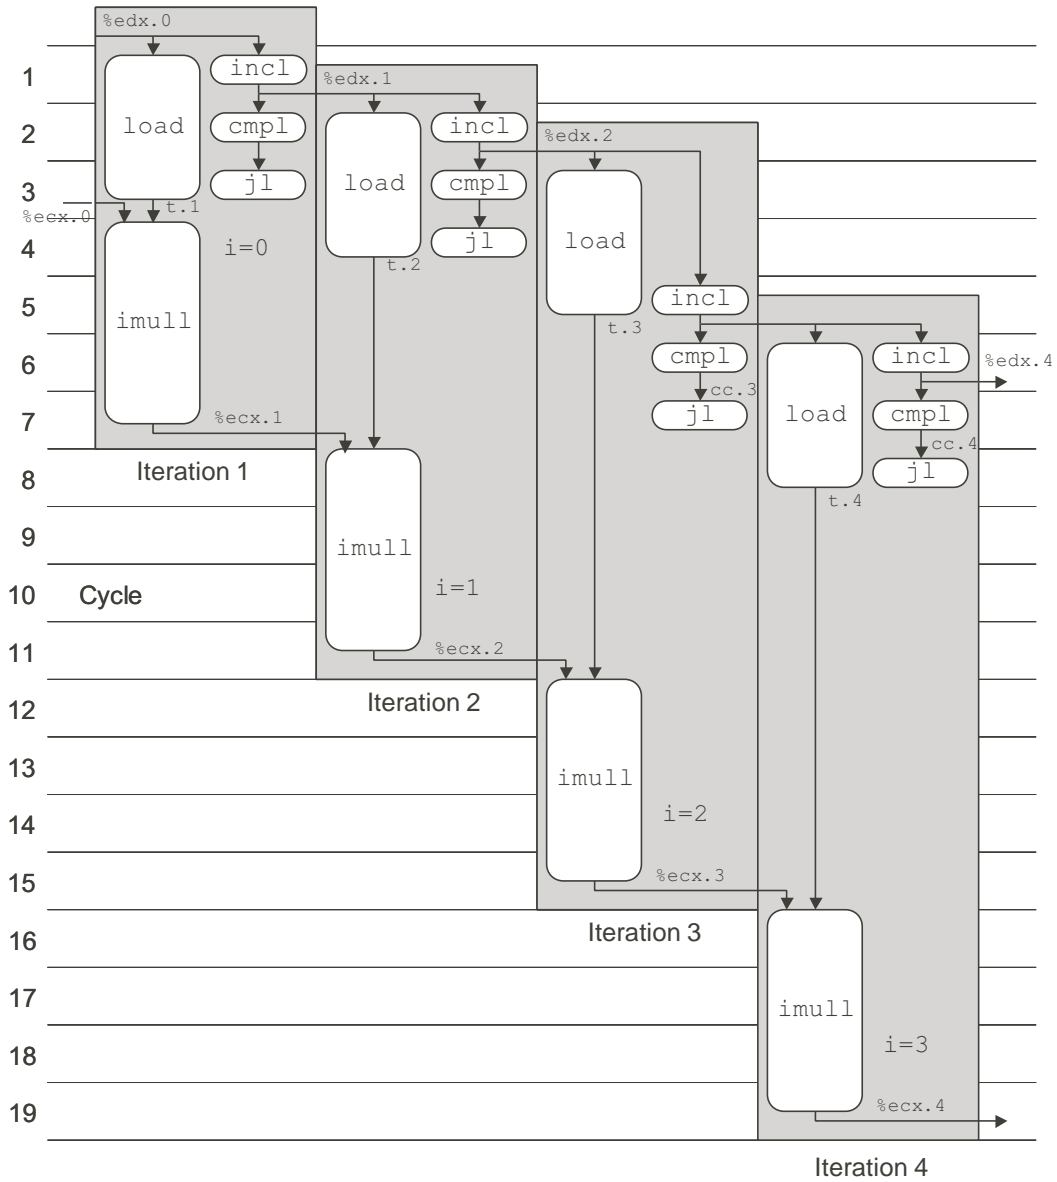 %edx.0
1
incl
%edx.1
load
2
cmpl
incl
%edx.2
load
3
jl
load
cmpl
t.1
%ecx.0
4
i=0
jl
load
t.2
5
imull
incl
t.3
6
cmpl
incl
%edx.4
cc.3
7
%ecx.1
jl
load
cmpl
cc.4
Iteration 1
8
jl
t.4
9
imull
10
Cycle
i=1
11
%ecx.2
Iteration 2
12
13
imull
14
i=2
15
%ecx.3
Iteration 3
16
17
imull
18
i=3
19
%ecx.4
Iteration 4